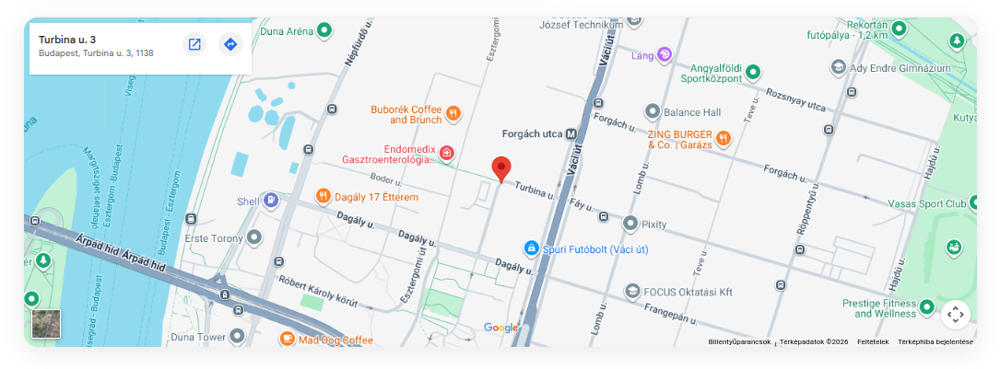 Turbina u. 3
Budapest, Turbina u. 3, 1138
Duna Aréna
Népfürdő u.
Esztergomi
József Technikum
Váci út
Láng
Angyalföldi
Sportközpont
Rekortán
futópálya - 1,2 km
Ady Endre Gimnázium
Rozsnyay utca
Teve u.
Balance Hall
Buborék Coffee
and Brunch
Forgách utca
M
Forgách u.
ZING BURGER
& Co. | Garázs
Kutya
Endomedix
Gasztroenterológia...
Váci út
Lomb u.
Forgách u.
Hajdú u.
Bodor u.
Turbina u.
Fáy u.
Röppentyű u.
Vasas Sport Club
Shell
Dagály 17 Étterem
Margitsziget sétahajó
Esztergom -Budapest
Budapest - Esztergom
Dagály u.
Dagály u.
Dagály u.
Pixity
Erste Torony
Árpád híd
Árpád híd
Spuri Futóbolt (Váci út)
Teve u.
Hajdú u.
Esztergomi út
Róbert Károly körút
FOCUS Oktatási Kft
Frangepán u.
Lomb u.
Prestige Fitness
and Wellness
Visegrád - Budapest
Duna Tower
Mad Dog Coffee
Google
Billentyűparancsok
Térképadatok ©2026
Feltételek
Térképhiba bejelentése